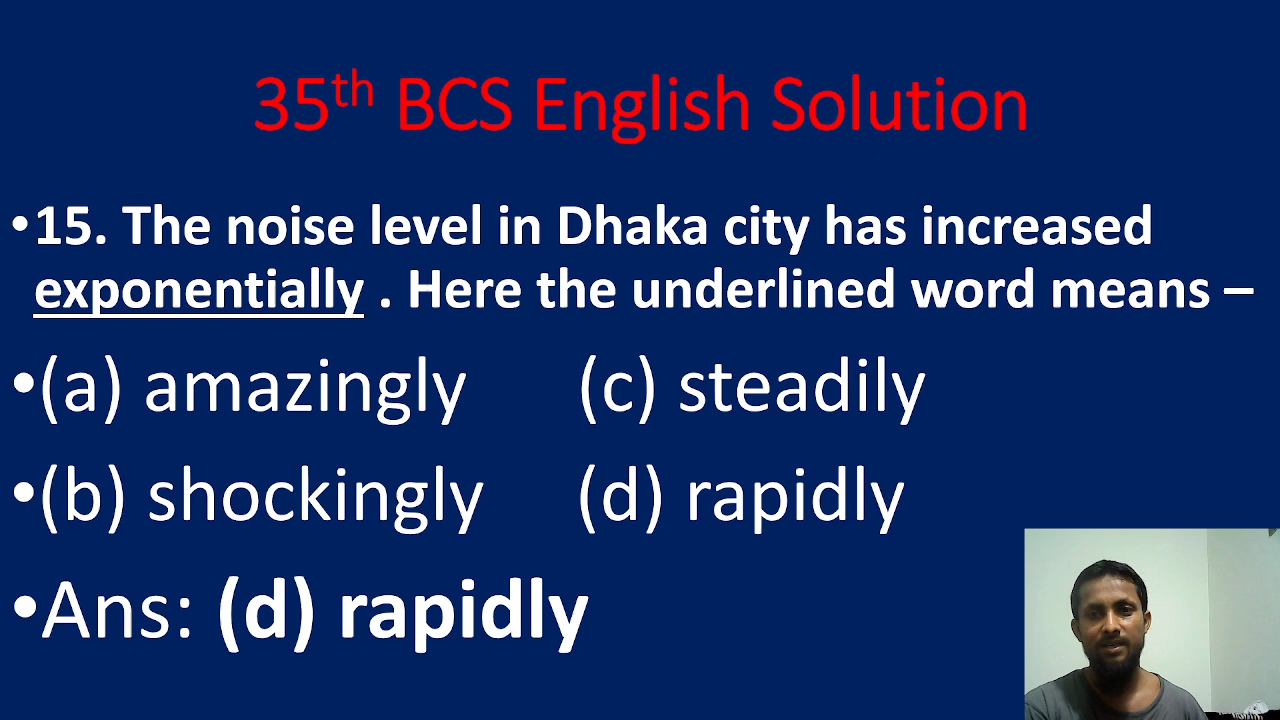 35th BCS English Solution
•15. The noise level in Dhaka city has increased
exponentially . Here the underlined word means –
•(a) amazingly (c) steadily
•(b) shockingly (d) rapidly
•Ans: (d) rapidly